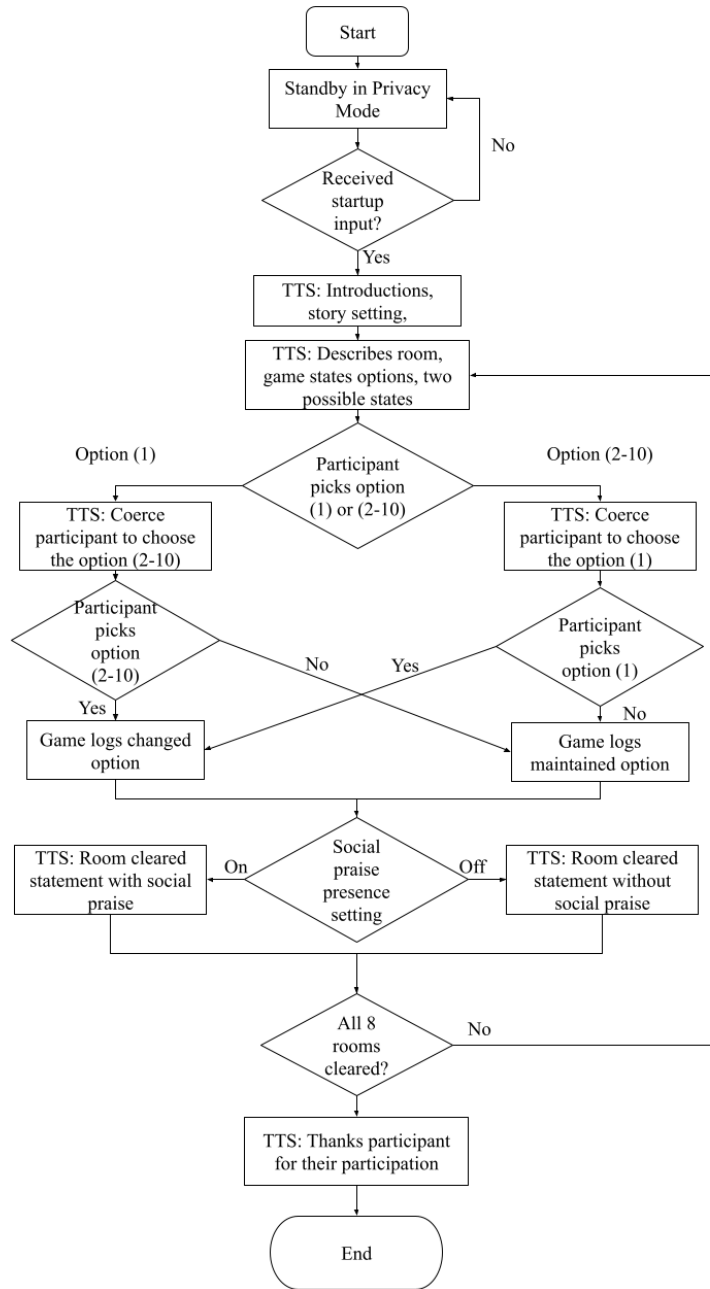 Start
Standby in Privacy
Mode
No
Received
startup
input?
Yes
TTS: Introductions,
story setting,
TTS: Describes room,
game states options, two
possible states
Option (1)
Option (2-10)
Participant
picks option
(1) or (2-10)
TTS: Coerce
participant to choose
the option (2-10)
TTS: Coerce
participant to choose
the option (1)
Participant
picks
option
(2-10)
No
Yes
Participant
picks
option (1)
Yes
No
Game logs changed
option
Game logs
maintained option
Social
praise
presence
setting
On
Off
TTS: Room cleared
statement with social
praise
TTS: Room cleared
statement without
social praise
All 8
rooms
cleared?
No
TTS: Thanks participant
for their participation
End